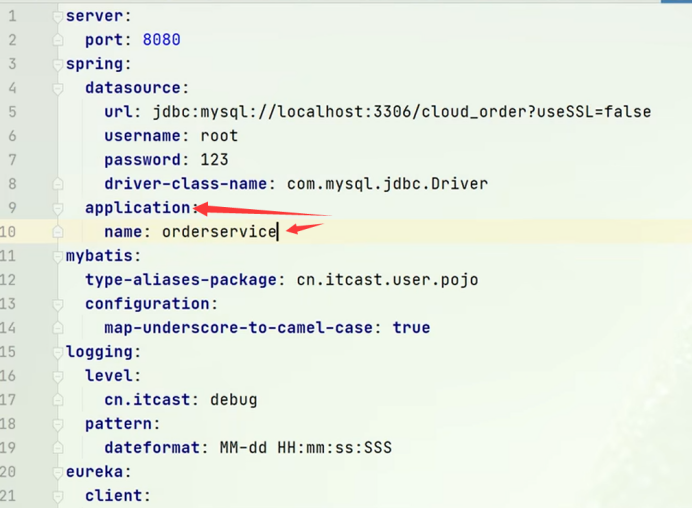 1 server:
2 port: 8080
3 spring:
4 datasource:
5 url: jdbc:mysql://localhost:3306/cloud_order?useSSL=false
6 username: root
7 password: 123
8 driver-class-name: com.mysql.jdbc.Driver
9 application:
10 name: orderservice
11 mybatis:
12 type-aliases-package: cn.itcast.user.pojo
13 configuration:
14 map-underscore-to-camel-case: true
15 logging:
16 level:
17 cn.itcast: debug
18 pattern:
19 dateformat: MM-dd HH:mm:ss:SSS
20 eureka:
21 client: